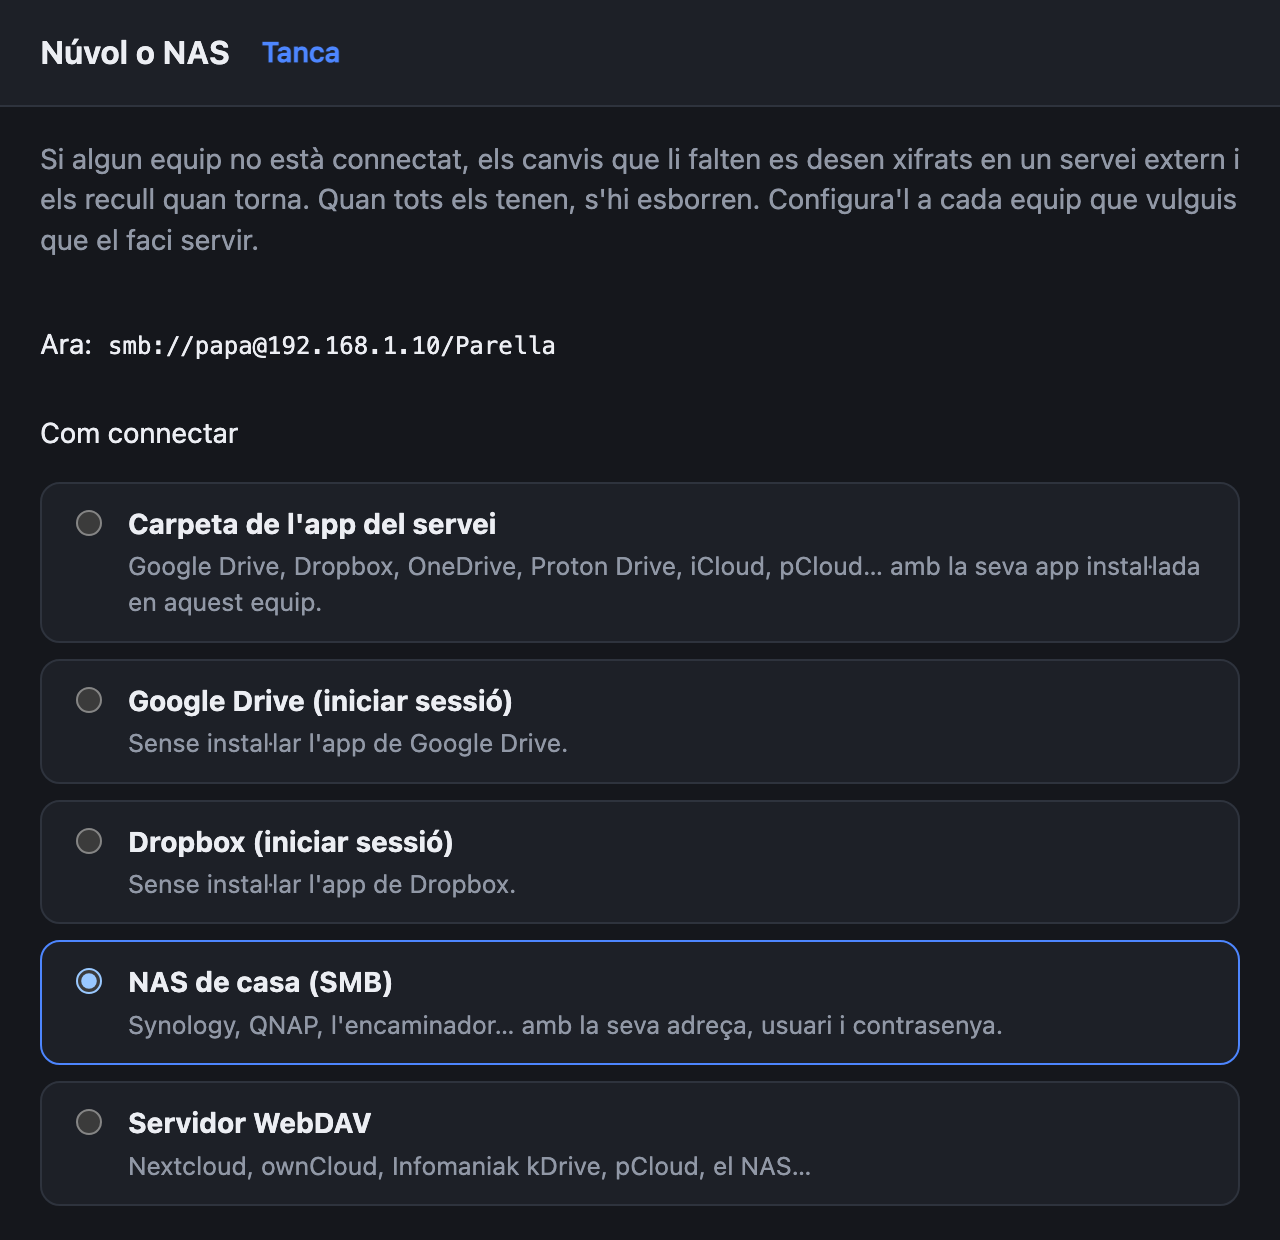 Núvol o NAS Tanca
Si algun equip no està connectat, els canvis que li falten es desen xifrats en un servei extern i
els recull quan torna. Quan tots els tenen, s'hi esborren. Configura'l a cada equip que vulguis
que el faci servir.
Ara: smb://papa@192.168.1.10/Parella
Com connectar
Carpeta de l'app del servei
Google Drive, Dropbox, OneDrive, Proton Drive, iCloud, pCloud... amb la seva app instal·lada
en aquest equip.
Google Drive (iniciar sessió)
Sense instal·lar l'app de Google Drive.
Dropbox (iniciar sessió)
Sense instal·lar l'app de Dropbox.
NAS de casa (SMB)
Synology, QNAP, l'encaminador... amb la seva adreça, usuari i contrasenya.
Servidor WebDAV
Nextcloud, ownCloud, Infomaniak kDrive, pCloud, el NAS...